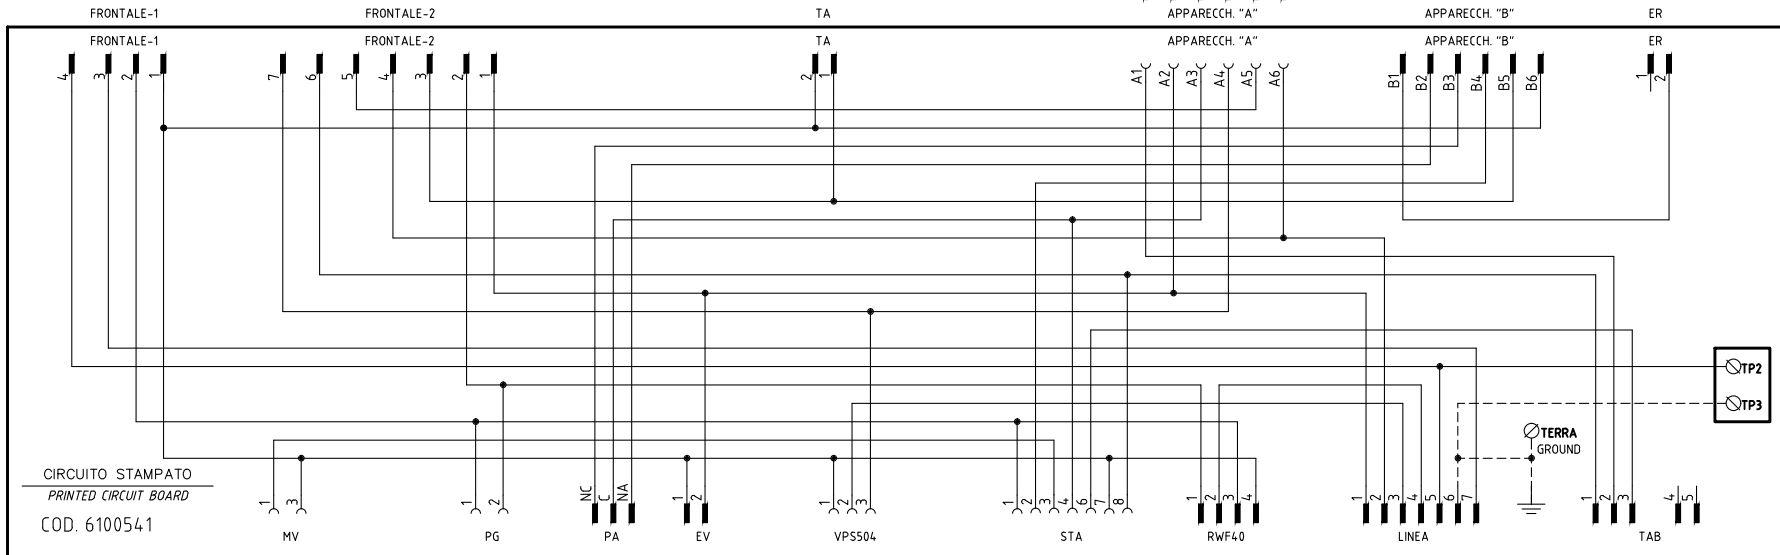 FRONTALE-1 FRONTALE-2 TA APPARECCH. "A" APPARECCH. "B" ER
FRONTALE-1 FRONTALE-2 TA APPARECCH. "A" APPARECCH. "B" ER
4 3 2 1 7 6 5 4 3 2 1 2 1 A1 A2 A3 A4 A5 A6 B1 B2 B3 B4 B5 B6 1 2
TP2
TP3
TERRA
GROUND
CIRCUITO STAMPATO
PRINTED CIRCUIT BOARD
COD. 6100541
1 3 1 2 NC C NA 1 2 1 2 3 1 2 3 4 6 7 8 1 2 3 4 1 2 3 4 5 6 7 1 2 3 4 5
MV PG PA EV VPS504 STA RWF40 LINEA TAB